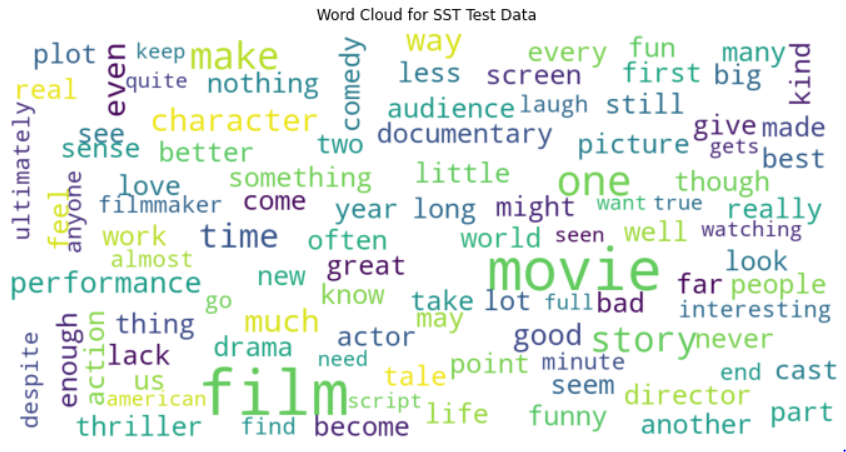 Word Cloud for SST Test Data
plot keep make way every fun many
real even quite nothing comedy less screen first big kind
ultimately see character audience laugh still give made
sense better two documentary picture gets best
feel anyone love something little one though
filmmaker come year long might want true really
work time often world seen well watching
almost great movie look
performance new know far people
go take lot full bad interesting
despite enough action thing much may good story never
lack drama actor point minute
us need tale seem end cast
american film script life director
thriller find become funny another part